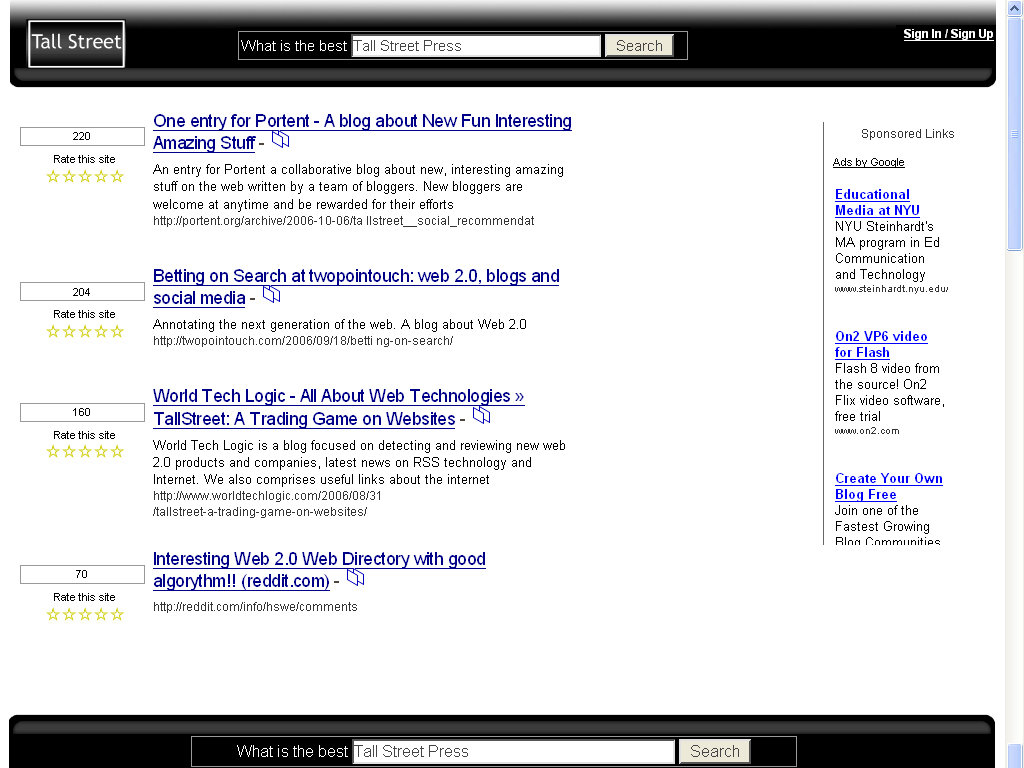 Tall Street
What is the best Tall Street Press Search
Sign In / Sign Up
220
Rate this site
One entry for Portent - A blog about New Fun Interesting
Amazing Stuff -
An entry for Portent a collaborative blog about new, interesting amazing
stuff on the web written by a team of bloggers. New bloggers are
welcome at anytime and be rewarded for their efforts
http://portent.org/archive/2006-10-06/ta llstreet__social_recommendat
204
Rate this site
Betting on Search at twopointouch: web 2.0, blogs and
social media -
Annotating the next generation of the web. A blog about Web 2.0
http://twopointouch.com/2006/09/18/betti ng-on-search/
160
Rate this site
World Tech Logic - All About Web Technologies »
TallStreet: A Trading Game on Websites -
World Tech Logic is a blog focused on detecting and reviewing new web
2.0 products and companies, latest news on RSS technology and
Internet. We also comprises useful links about the internet
http://www.worldtechlogic.com/2006/08/31
/tallstreet-a-trading-game-on-websites/
70
Rate this site
Interesting Web 2.0 Web Directory with good
algorythm!! (reddit.com) -
http://reddit.com/info/hswe/comments
Sponsored Links
Ads by Google
Educational
Media at NYU
NYU Steinhardt's
MA program in Ed
Communication
and Technology
www.steinhardt.nyu.edu/
On2 VP6 video
for Flash
Flash 8 video from
the source! On2
Flix video software,
free trial
www.on2.com
Create Your Own
Blog Free
Join one of the
Fastest Growing
Blog Communities
What is the best Tall Street Press Search